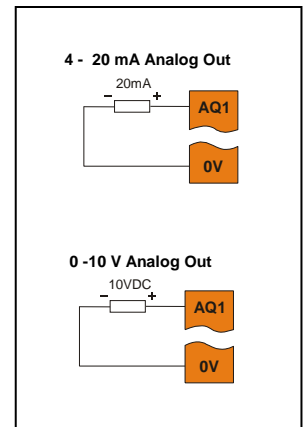 4 - 20 mA Analog Out
20mA
- +
AQ1
0V
0 -10 V Analog Out
10VDC
- +
AQ1
0V